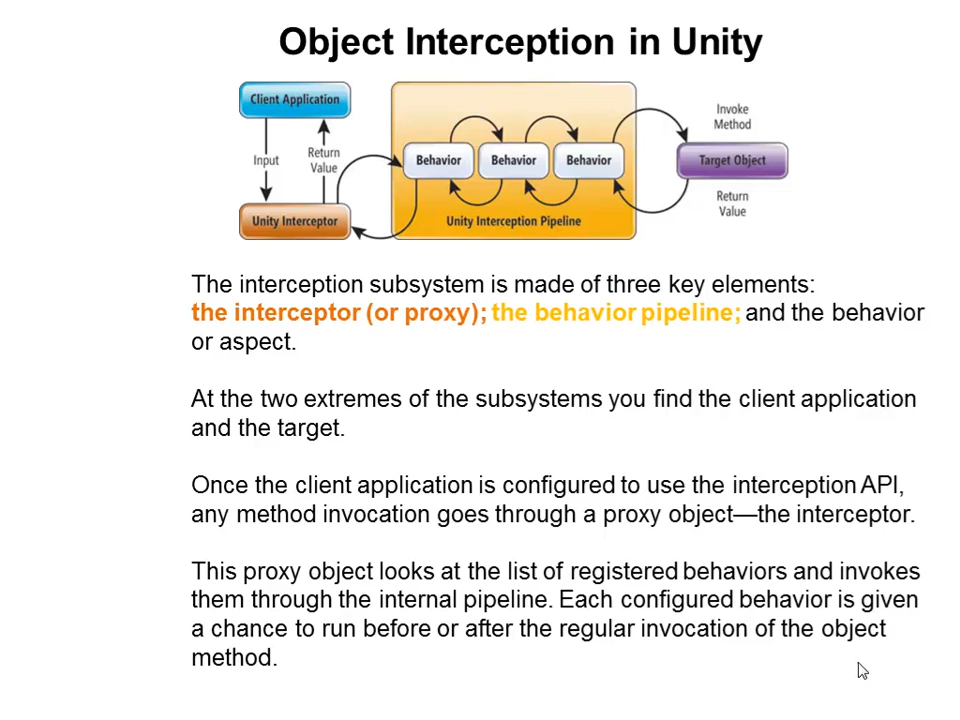 Object Interception in Unity
Client Application
Invoke
Method
Input
Return
Value
Behavior
Behavior
Behavior
Target Object
Unity Interceptor
Unity Interception Pipeline
Return
Value
The interception subsystem is made of three key elements:
the interceptor (or proxy); the behavior pipeline; and the behavior
or aspect.
At the two extremes of the subsystems you find the client application
and the target.
Once the client application is configured to use the interception API,
any method invocation goes through a proxy object—the interceptor.
This proxy object looks at the list of registered behaviors and invokes
them through the internal pipeline. Each configured behavior is given
a chance to run before or after the regular invocation of the object
method.